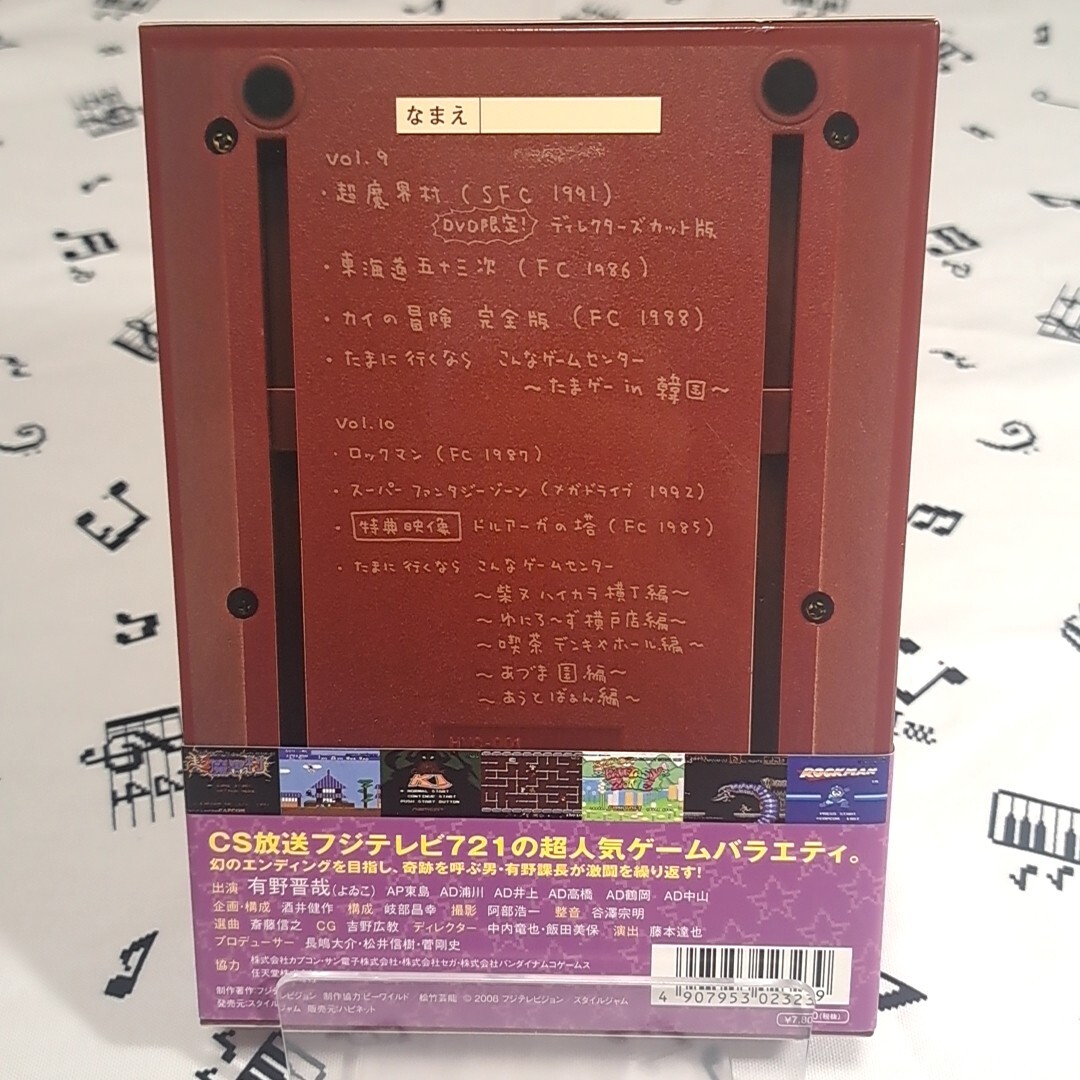 なまえ
vol.9
・超魔界村(SFC 1991)
DVD限定! ディレクターズカット版
・東海道五十三次(FC 1986)
・カイの冒険 完全版(FC 1988)
・たまに行くなら こんなゲームセンター
〜たまゲー in 韓国〜
vol.10
・ロックマン(FC 1987)
・スーパーファンタジーゾーン(メガドライブ 1992)
・特典映像 ドルアーガの塔(FC 1985)
・たまに行くなら こんなゲームセンター
〜柴又ハイカラ横丁編〜
〜ゆにろ〜ず横戸店編〜
〜喫茶デンキヤホール編〜
〜あづま園編〜
〜あうとばぁん編〜
HVC-001
CAPCOM
KI
NORMAL START
CONTINUE START
PUSH START BUTTON
ROCKMAN
PRESS START
CS放送フジテレビ721の超人気ゲームバラエティ。
幻のエンディングを目指し、奇跡を呼ぶ男・有野課長が激闘を繰り返す!
出演 有野晋哉(よゐこ) AP東島 AD浦川 AD井上 AD高橋 AD鶴岡 AD中山
企画・構成 酒井健作 構成 岐部昌幸 撮影 阿部浩一 整音 谷澤宗明
選曲 斎藤信之 CG 吉野広教 ディレクター 中内竜也・飯田美保 演出 藤本達也
プロデューサー 長嶋大介・松井信樹・菅剛史
協力 株式会社カプコン・サン電子株式会社・株式会社セガ・株式会社バンダイナムコゲームス
任天堂株
制作著作:フジテレビジョン 制作協力:ビーワイルド 松竹芸能 © 2008 フジテレビジョン/スタイルジャム
発売元:スタイルジャム 販売元:ハピネット
4 907953 023239
¥7,80 (税抜)